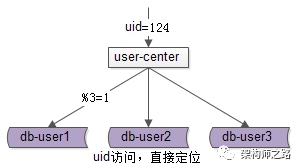 uid=124
user-center
%3=1
db-user1
db-user2
db-user3
uid访问，直接定位
架构师之路